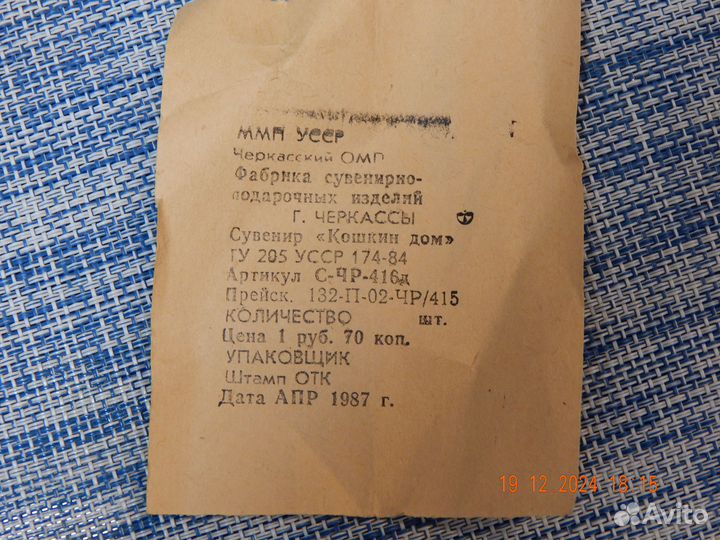 ММП УССР
Черкасский ОМП
Фабрика сувенирно-
подарочных изделий
Г. ЧЕРКАССЫ
Сувенир «Кошкин дом»
ТУ 205 УССР 174-84
Артикул С-ЧР-416д
Прейск. 132-П-02-ЧР/415
КОЛИЧЕСТВО шт.
Цена 1 руб. 70 коп.
УПАКОВЩИК
Штамп ОТК
Дата АПР 1987 г.
19 12 2024 18:15
Avito